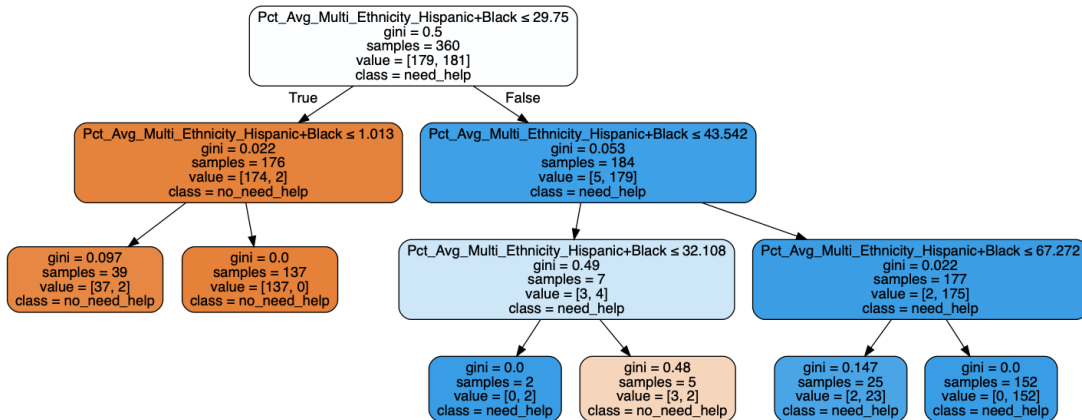 Pct_Avg_Multi_Ethnicity_Hispanic+Black ≤ 29.75
gini = 0.5
samples = 360
value = [179, 181]
class = need_help
True
False
Pct_Avg_Multi_Ethnicity_Hispanic+Black ≤ 1.013
gini = 0.022
samples = 176
value = [174, 2]
class = no_need_help
Pct_Avg_Multi_Ethnicity_Hispanic+Black ≤ 43.542
gini = 0.053
samples = 184
value = [5, 179]
class = need_help
gini = 0.097
samples = 39
value = [37, 2]
class = no_need_help
gini = 0.0
samples = 137
value = [137, 0]
class = no_need_help
Pct_Avg_Multi_Ethnicity_Hispanic+Black ≤ 32.108
gini = 0.49
samples = 7
value = [3, 4]
class = need_help
Pct_Avg_Multi_Ethnicity_Hispanic+Black ≤ 67.272
gini = 0.022
samples = 177
value = [2, 175]
class = need_help
gini = 0.0
samples = 2
value = [0, 2]
class = need_help
gini = 0.48
samples = 5
value = [3, 2]
class = no_need_help
gini = 0.147
samples = 25
value = [2, 23]
class = need_help
gini = 0.0
samples = 152
value = [0, 152]
class = need_help